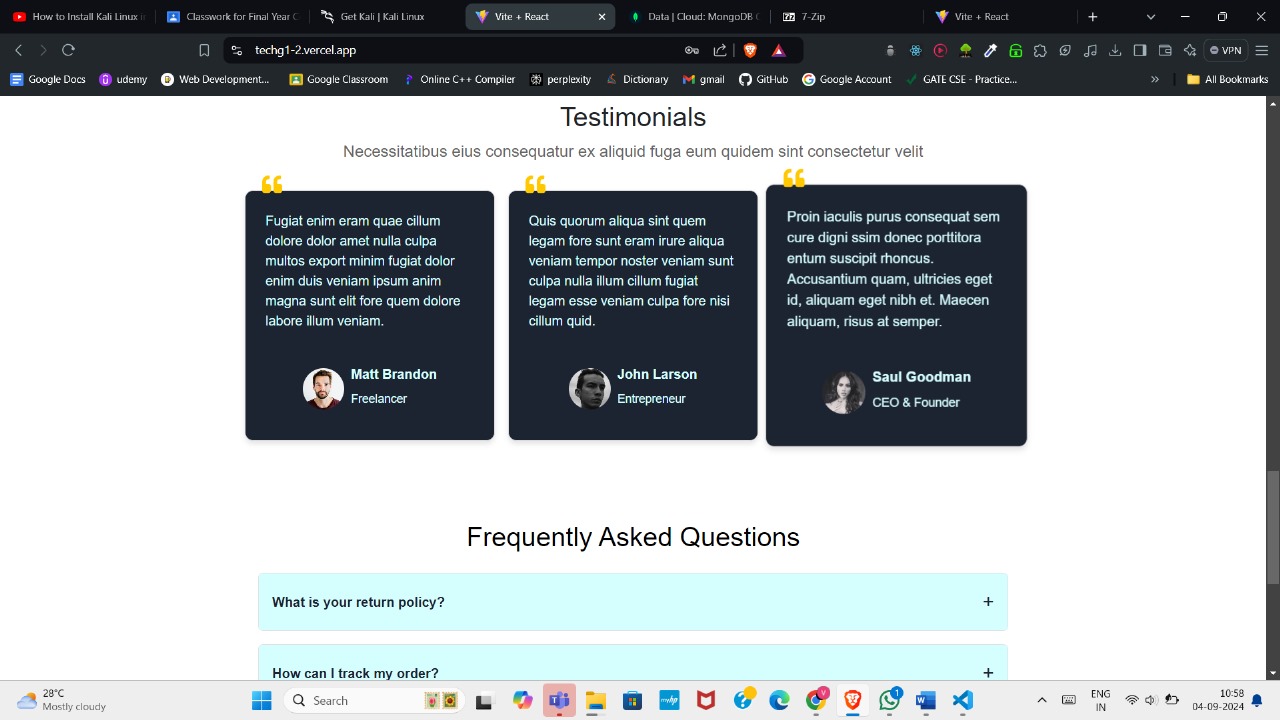 How to Install Kali Linux i
Classwork for Final Year C
Get Kali | Kali Linux
Vite + React
Data | Cloud: MongoDB C
7-Zip
Vite + React
techg1-2.vercel.app
VPN
Google Docs
udemy
Web Development...
Google Classroom
Online C++ Compiler
perplexity
Dictionary
gmail
GitHub
Google Account
GATE CSE - Practice...
All Bookmarks
Testimonials
Necessitatibus eius consequatur ex aliquid fuga eum quidem sint consectetur velit
Fugiat enim eram quae cillum
dolore dolor amet nulla culpa
multos export minim fugiat dolor
enim duis veniam ipsum anim
magna sunt elit fore quem dolore
labore illum veniam.
Matt Brandon
Freelancer
Quis quorum aliqua sint quem
legam fore sunt eram irure aliqua
veniam tempor noster veniam sunt
culpa nulla illum cillum fugiat
legam esse veniam culpa fore nisi
cillum quid.
John Larson
Entrepreneur
Proin iaculis purus consequat sem
cure digni ssim donec porttitora
entum suscipit rhoncus.
Accusantium quam, ultricies eget
id, aliquam eget nibh et. Maecen
aliquam, risus at semper.
Saul Goodman
CEO & Founder
Frequently Asked Questions
What is your return policy?
+
How can I track my order?
+
28°C
Mostly cloudy
Search
ENG
IN
10:58
04-09-2024